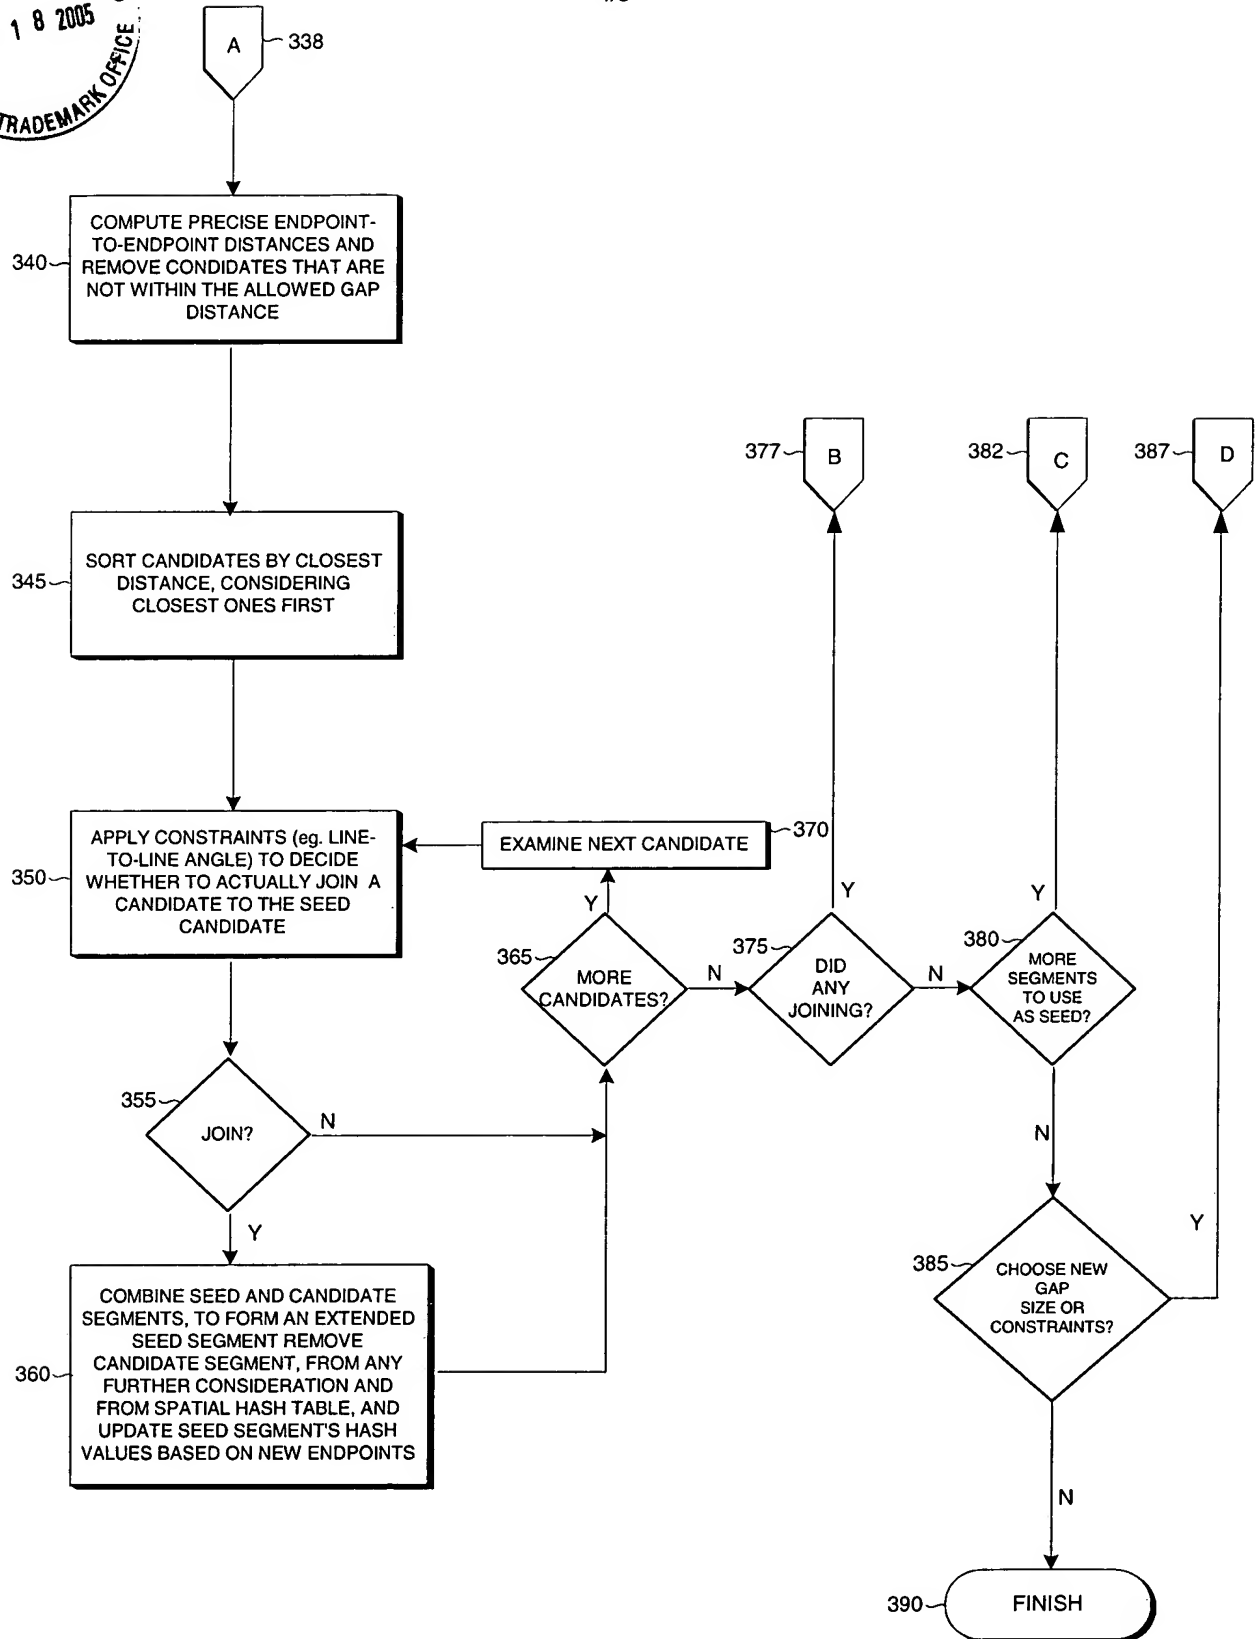 1 8 2005
TRADEMARK OFFICE
A
338
COMPUTE PRECISE ENDPOINT-
TO-ENDPOINT DISTANCES AND
REMOVE CONDIDATES THAT ARE
NOT WITHIN THE ALLOWED GAP
DISTANCE
340
SORT CANDIDATES BY CLOSEST
DISTANCE, CONSIDERING
CLOSEST ONES FIRST
345
377
B
382
C
387
D
APPLY CONSTRAINTS (eg. LINE-
TO-LINE ANGLE) TO DECIDE
WHETHER TO ACTUALLY JOIN A
CANDIDATE TO THE SEED
CANDIDATE
350
EXAMINE NEXT CANDIDATE
370
Y
365
MORE
CANDIDATES?
N
Y
375
DID
ANY
JOINING?
N
Y
380
MORE
SEGMENTS
TO USE
AS SEED?
N
355
JOIN?
N
Y
COMBINE SEED AND CANDIDATE
SEGMENTS, TO FORM AN EXTENDED
SEED SEGMENT REMOVE
CANDIDATE SEGMENT, FROM ANY
FURTHER CONSIDERATION AND
FROM SPATIAL HASH TABLE, AND
UPDATE SEED SEGMENT'S HASH
VALUES BASED ON NEW ENDPOINTS
360
385
CHOOSE NEW
GAP
SIZE OR
CONSTRAINTS?
Y
N
390
FINISH